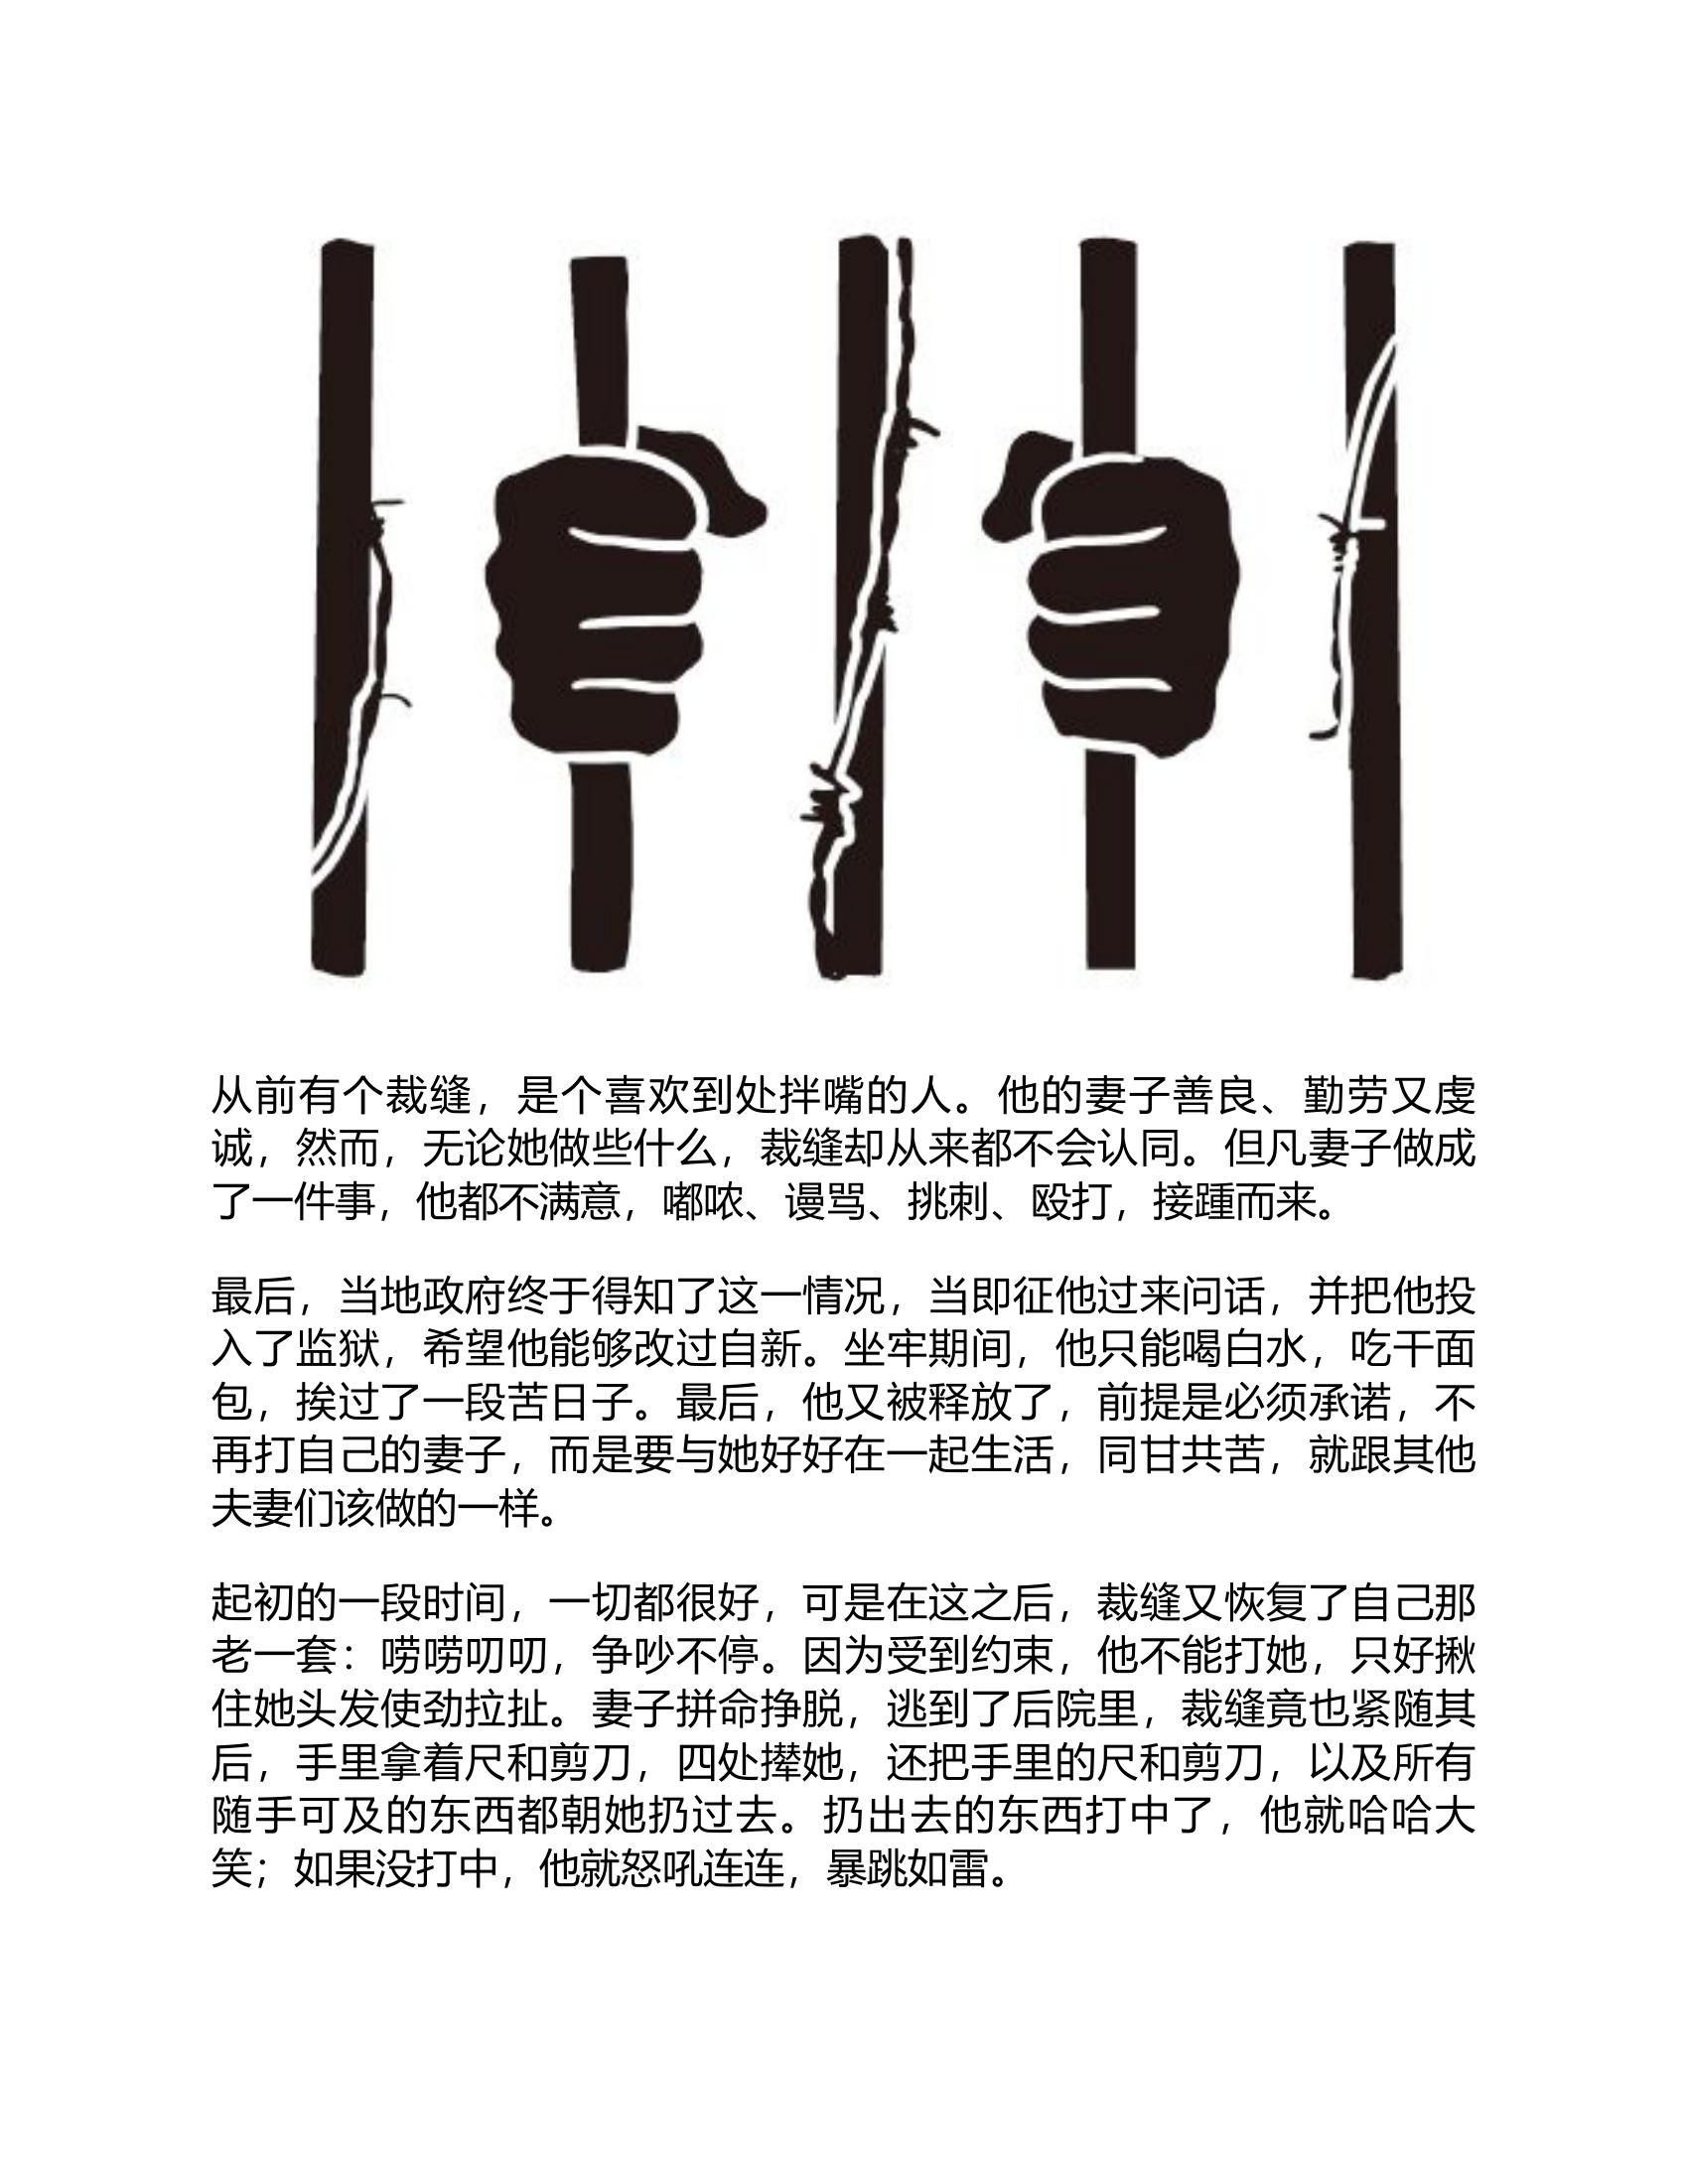 从前有个裁缝，是个喜欢到处拌嘴的人。他的妻子善良、勤劳又虔
诚，然而，无论她做些什么，裁缝却从来都不会认同。但凡妻子做成
了一件事，他都不满意，嘟哝、谩骂、挑刺、殴打，接踵而来。
最后，当地政府终于得知了这一情况，当即征他过来问话，并把他投
入了监狱，希望他能够改过自新。坐牢期间，他只能喝白水，吃干面
包，挨过了一段苦日子。最后，他又被释放了，前提是必须承诺，不
再打自己的妻子，而是要与她好好在一起生活，同甘共苦，就跟其他
夫妻们该做的一样。
起初的一段时间，一切都很好，可是在这之后，裁缝又恢复了自己那
老一套：唠唠叨叨，争吵不停。因为受到约束，他不能打她，只好揪
住她头发使劲拉扯。妻子拼命挣脱，逃到了后院里，裁缝竟也紧随其
后，手里拿着尺和剪刀，四处撵她，还把手里的尺和剪刀，以及所有
随手可及的东西都朝她扔过去。扔出去的东西打中了，他就哈哈大
笑；如果没打中，他就怒吼连连，暴跳如雷。